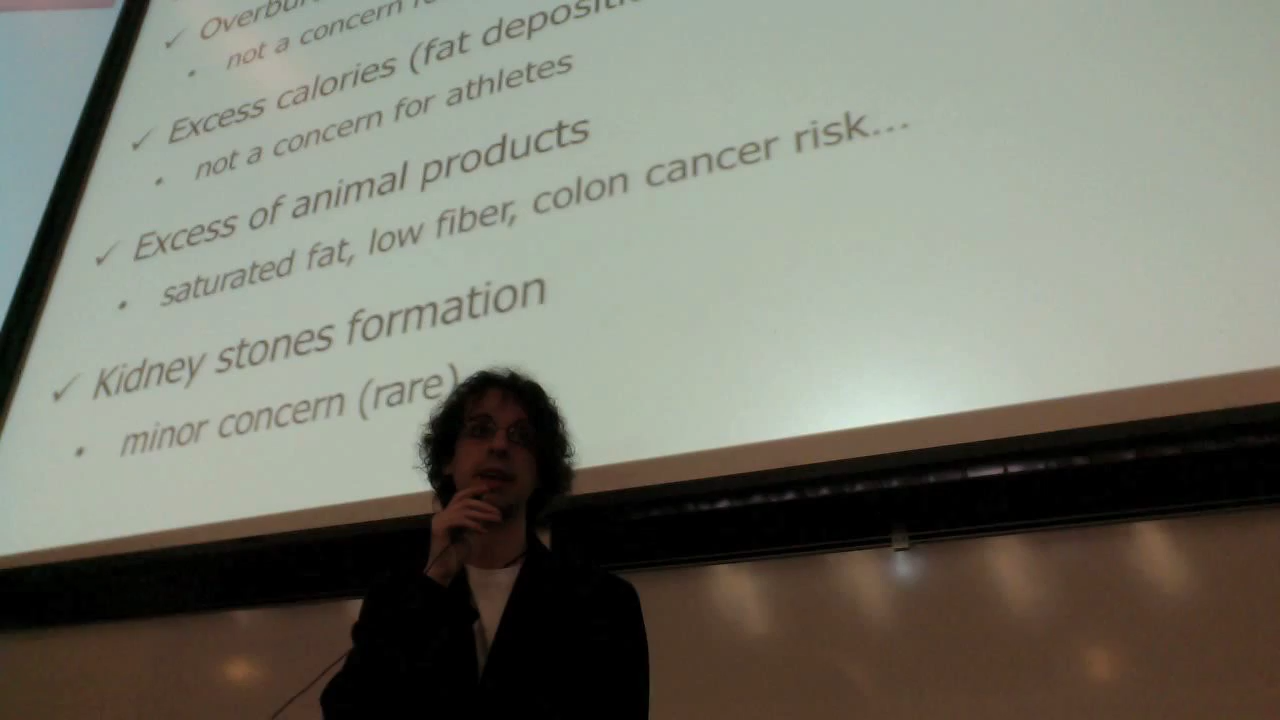 ✓ 
• not a concern
✓ Excess calories (fat
• not a concern for athletes
✓ Excess of animal products
• saturated fat, low fiber, colon cancer risk...
✓ Kidney stones formation
• minor concern (rare)